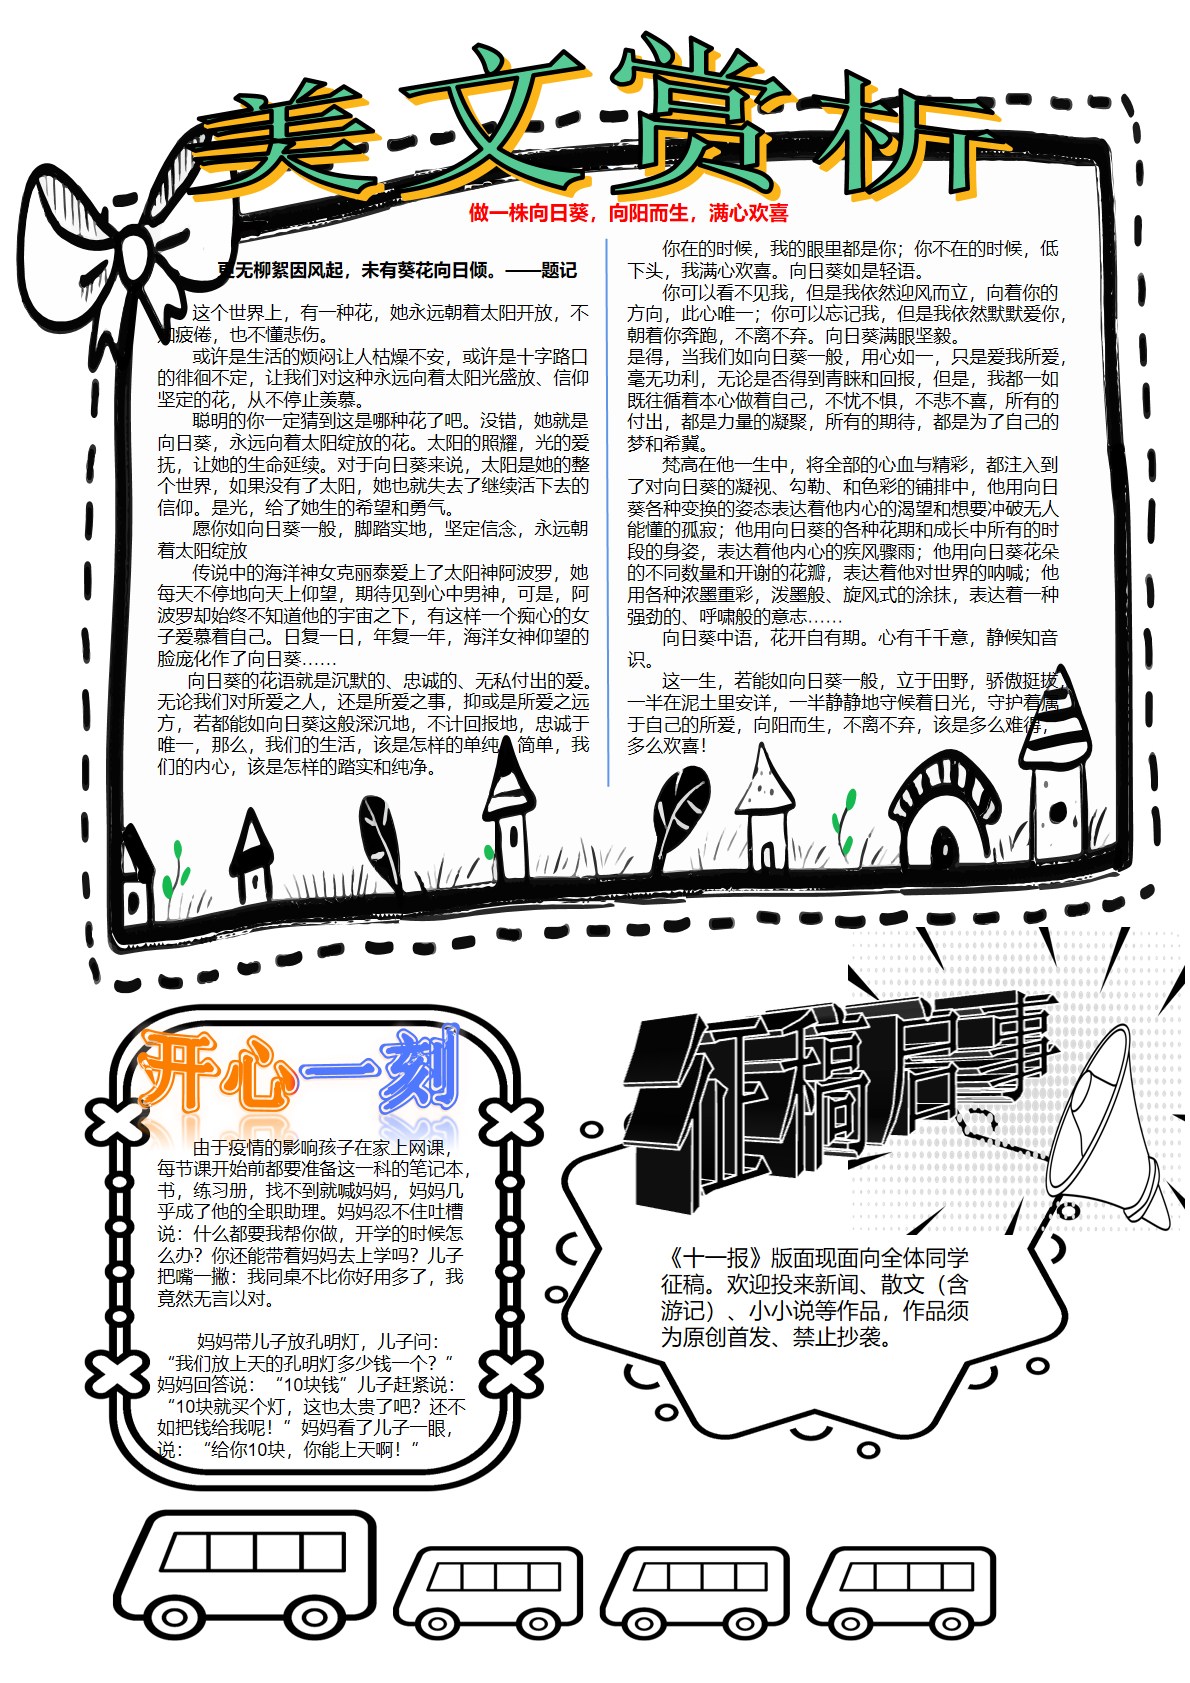 美文赏析
做一株向日葵，向阳而生，满心欢喜
更无柳絮因风起，未有葵花向日倾。——题记
这个世界上，有一种花，她永远朝着太阳开放，不
知疲倦，也不懂悲伤。
或许是生活的烦闷让人枯燥不安，或许是十字路口
的徘徊不定，让我们对这种永远向着太阳光盛放、信仰
坚定的花，从不停止羡慕。
聪明的你一定猜到这是哪种花了吧。没错，她就是
向日葵，永远向着太阳绽放的花。太阳的照耀，光的爱
抚，让她的生命延续。对于向日葵来说，太阳是她的整
个世界，如果没有了太阳，她也就失去了继续活下去的
信仰。是光，给了她生的希望和勇气。
愿你如向日葵一般，脚踏实地，坚定信念，永远朝
着太阳绽放
传说中的海洋神女克丽泰爱上了太阳神阿波罗，她
每天不停地向天上仰望，期待见到心中男神，可是，阿
波罗却始终不知道他的宇宙之下，有这样一个痴心的女
子爱慕着自己。日复一日，年复一年，海洋女神仰望的
脸庞化作了向日葵……
向日葵的花语就是沉默的、忠诚的、无私付出的爱。
无论我们对所爱之人，还是所爱之事，抑或是所爱之远
方，若都能如向日葵这般深沉地，不计回报地，忠诚于
唯一，那么，我们的生活，该是怎样的单纯、简单，我
们的内心，该是怎样的踏实和纯净。
你在的时候，我的眼里都是你；你不在的时候，低
下头，我满心欢喜。向日葵如是轻语。
你可以看不见我，但是我依然迎风而立，向着你的
方向，此心唯一；你可以忘记我，但是我依然默默爱你，
朝着你奔跑，不离不弃。向日葵满眼坚毅。
是得，当我们如向日葵一般，用心如一，只是爱我所爱，
毫无功利，无论是否得到青睐和回报，但是，我都一如
既往循着本心做着自己，不忧不惧，不悲不喜，所有的
付出，都是力量的凝聚，所有的期待，都是为了自己的
梦和希冀。
梵高在他一生中，将全部的心血与精彩，都注入到
了对向日葵的凝视、勾勒、和色彩的铺排中，他用向日
葵各种变换的姿态表达着他内心的渴望和想要冲破无人
能懂的孤寂；他用向日葵的各种花期和成长中所有的时
段的身姿，表达着他内心的疾风骤雨；他用向日葵花朵
的不同数量和开谢的花瓣，表达着他对世界的呐喊；他
用各种浓墨重彩，泼墨般、旋风式的涂抹，表达着一种
强劲的、呼啸般的意志……
向日葵中语，花开自有期。心有千千意，静候知音
识。
这一生，若能如向日葵一般，立于田野，骄傲挺拔，
一半在泥土里安详，一半静静地守候着日光，守护着属
于自己的所爱，向阳而生，不离不弃，该是多么难得，
多么欢喜！
开心一刻
由于疫情的影响孩子在家上网课，
每节课开始前都要准备这一科的笔记本，
书，练习册，找不到就喊妈妈，妈妈几
乎成了他的全职助理。妈妈忍不住吐槽
说：什么都要我帮你做，开学的时候怎
么办？你还能带着妈妈去上学吗？儿子
把嘴一撇：我同桌不比你好用多了，我
竟然无言以对。
妈妈带儿子放孔明灯，儿子问：
“我们放上天的孔明灯多少钱一个？”
妈妈回答说：“10块钱”儿子赶紧说：
“10块就买个灯，这也太贵了吧？还不
如把钱给我呢！”妈妈看了儿子一眼，
说：“给你10块，你能上天啊！”
征稿启事
《十一报》版面现面向全体同学
征稿。欢迎投来新闻、散文（含
游记）、小小说等作品，作品须
为原创首发、禁止抄袭。